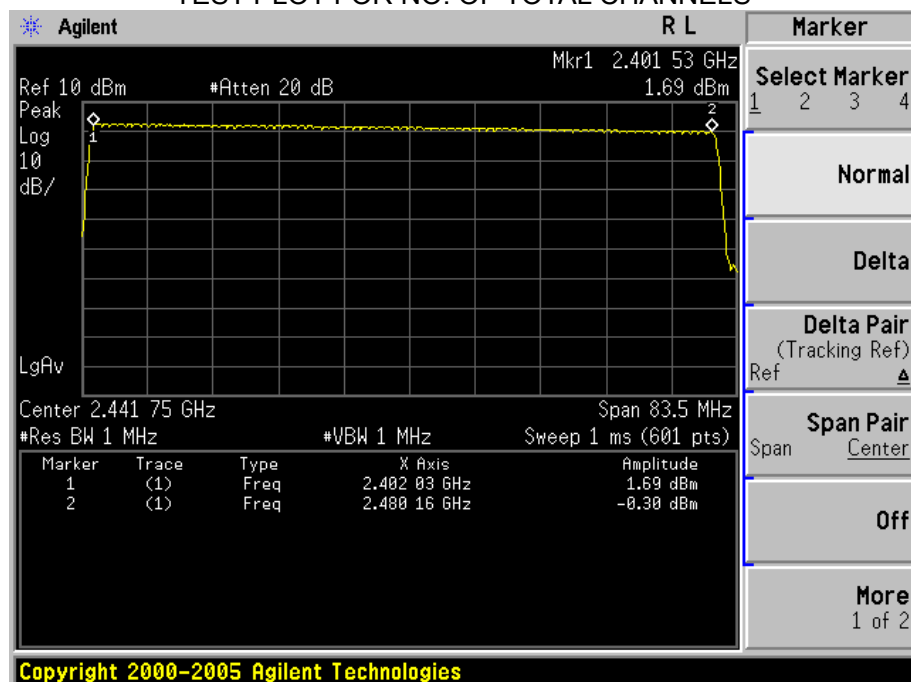 TEST PLOT FOR NO. OF TOTAL CHANNELS
Agilent R L Marker
Mkr1 2.401 53 GHz
Ref 10 dBm #Atten 20 dB 1.69 dBm
Peak
Log
10
dB/
1
2
LgAv
Center 2.441 75 GHz Span 83.5 MHz
#Res BW 1 MHz #VBW 1 MHz Sweep 1 ms (601 pts)
Marker Trace Type X Axis Amplitude
1 (1) Freq 2.402 03 GHz 1.69 dBm
2 (1) Freq 2.480 16 GHz -0.30 dBm
Select Marker
1 2 3 4
Normal
Delta
Delta Pair
(Tracking Ref)
Ref Δ
Span Pair
Span Center
Off
More
1 of 2
Copyright 2000-2005 Agilent Technologies